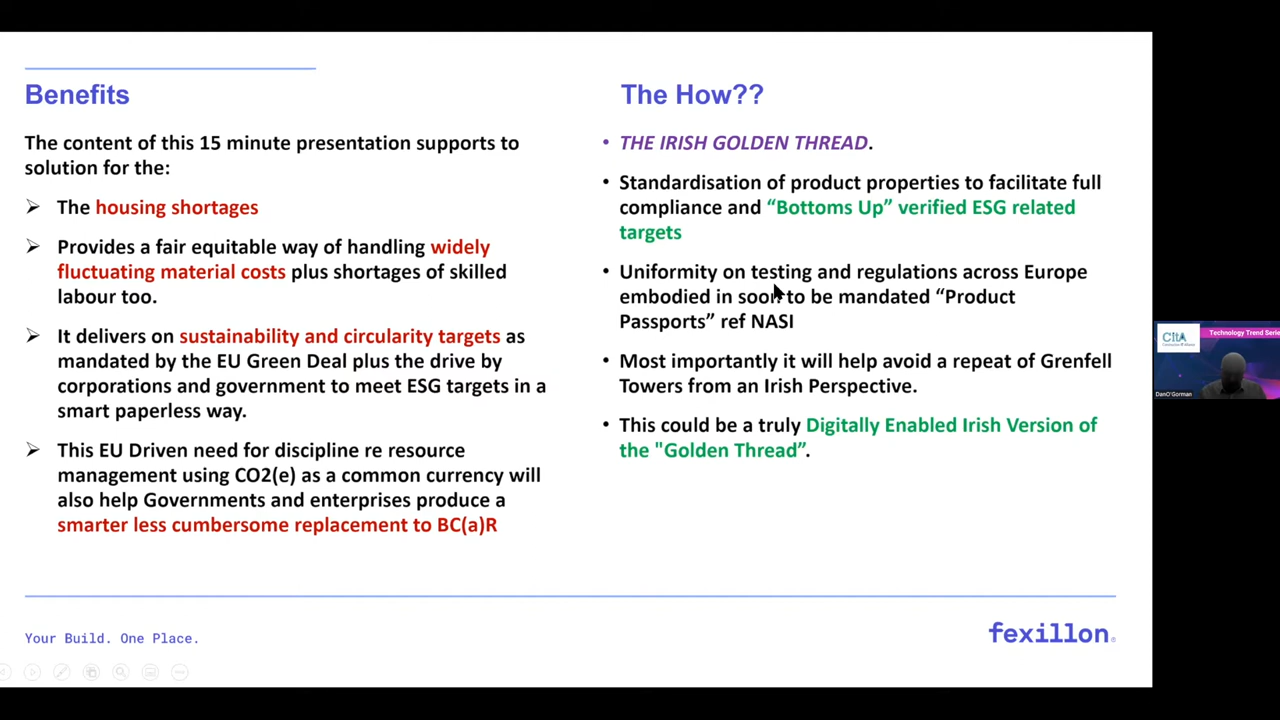 Benefits
The content of this 15 minute presentation supports to
solution for the:
The housing shortages
Provides a fair equitable way of handling widely
fluctuating material costs plus shortages of skilled
labour too.
It delivers on sustainability and circularity targets as
mandated by the EU Green Deal plus the drive by
corporations and government to meet ESG targets in a
smart paperless way.
This EU Driven need for discipline re resource
management using CO2(e) as a common currency will
also help Governments and enterprises produce a
smarter less cumbersome replacement to BC(a)R
The How??
• THE IRISH GOLDEN THREAD.
• Standardisation of product properties to facilitate full
compliance and “Bottoms Up” verified ESG related
targets
• Uniformity on testing and regulations across Europe
embodied in soon to be mandated “Product
Passports” ref NASI
• Most importantly it will help avoid a repeat of Grenfell
Towers from an Irish Perspective.
• This could be a truly Digitally Enabled Irish Version of
the "Golden Thread”.
Your Build. One Place.
fexillon
CitA
Technology Trend Serie
DanO'Gorman